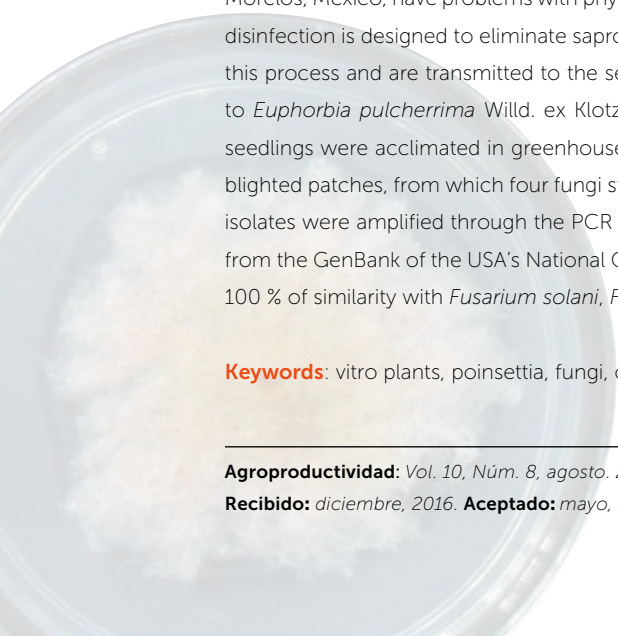 Morelos, Mexico, have problems with phy
disinfection is designed to eliminate sapro
this process and are transmitted to the se
to Euphorbia pulcherrima Willd. ex Klotz
seedlings were acclimated in greenhouse
blighted patches, from which four fungi s
isolates were amplified through the PCR
from the GenBank of the USA's National C
100 % of similarity with Fusarium solani, F
Keywords: vitro plants, poinsettia, fungi, c
Agroproductividad: Vol. 10, Núm. 8, agosto. 2
Recibido: diciembre, 2016. Aceptado: mayo,